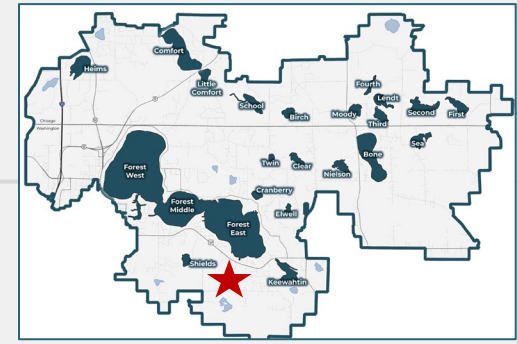 Comfort
Heims
Little
Comfort
School
Birch
Fourth
Lendt
Moody
Third
Second
First
Chisago
Washington
Sea
Bone
Forest
West
Twin
Clear
Nielson
Cranberry
Forest
Middle
Elwell
Forest
East
Shields
Keewahtin